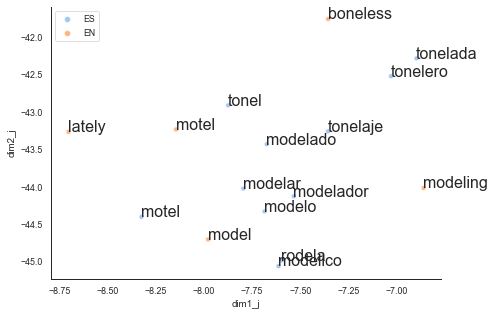 ES
EN
boneless
tonelada
tonelero
tonel
tonelaje
lately
motel
modelado
modelar
modelador
modeling
modelo
motel
model
rodela
modelico
−42.0
−42.5
−43.0
−43.5
−44.0
−44.5
−45.0
dim2_j
−8.75
−8.50
−8.25
−8.00
−7.75
−7.50
−7.25
−7.00
dim1_j